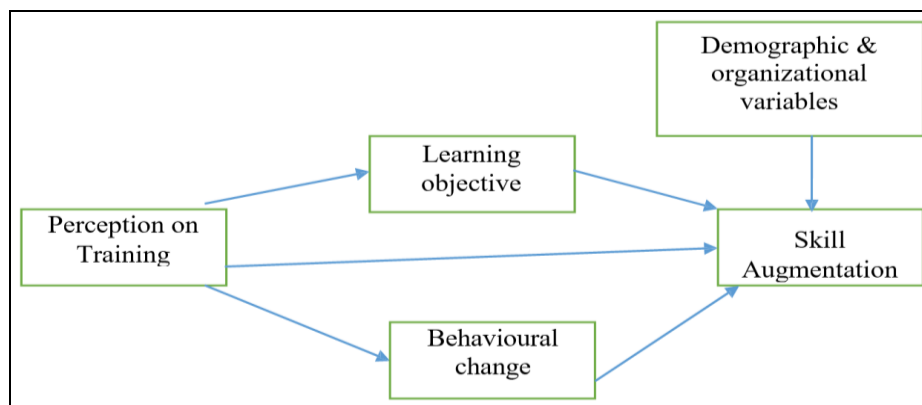 Demographic &
organizational
variables
Learning
objective
Perception on
Training
Skill
Augmentation
Behavioural
change